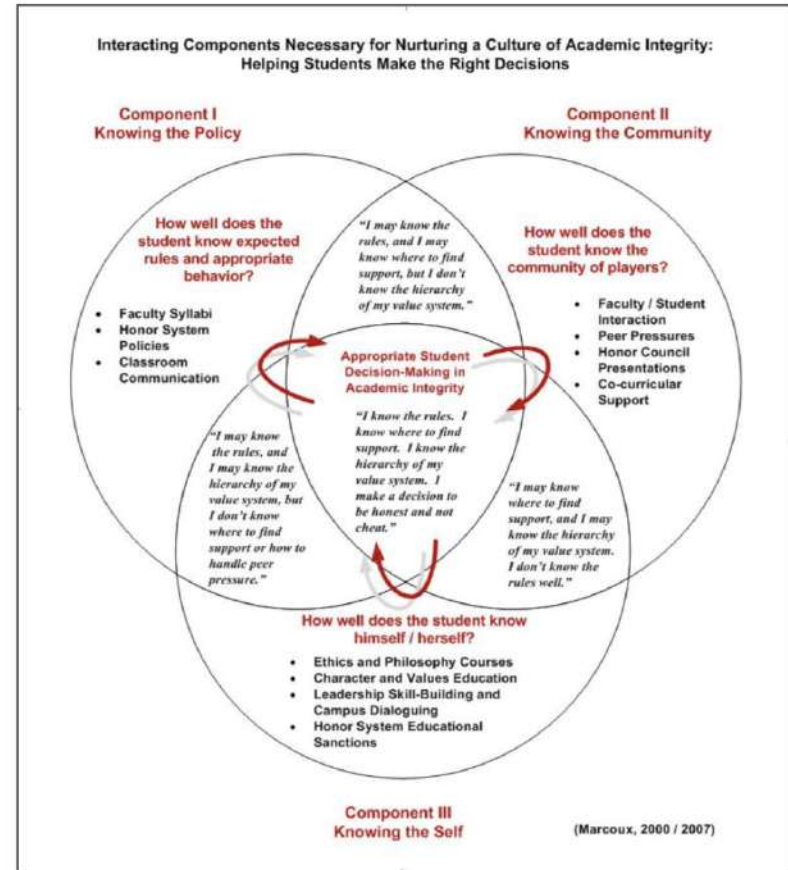 Interacting Components Necessary for Nurturing a Culture of Academic Integrity:
Helping Students Make the Right Decisions
Component I
Knowing the Policy
Component II
Knowing the Community
How well does the
student know expected
rules and appropriate
behavior?
• Faculty Syllabi
• Honor System
Policies
• Classroom
Communication
"I may know the
rules, and I may
know where to find
support, but I don't
know the hierarchy
of my value system."
How well does the
student know the
community of players?
• Faculty / Student
Interaction
• Peer Pressures
• Honor Council
Presentations
• Co-curricular
Support
Appropriate Student
Decision-Making in
Academic Integrity
"I know the rules. I
know where to find
support. I know the
hierarchy of my
value system. I
make a decision to
be honest and not
cheat."
"I may know
the rules, and
I may know the
hierarchy of my
value system, but
I don't know
where to find
support or how to
handle peer
pressure."
"I may know
where to find
support, and I may
know the hierarchy
of my value system.
I don't know the
rules well."
How well does the student know
himself / herself?
• Ethics and Philosophy Courses
• Character and Values Education
• Leadership Skill-Building and
Campus Dialoguing
• Honor System Educational
Sanctions
Component III
Knowing the Self
(Marcoux, 2000 / 2007)